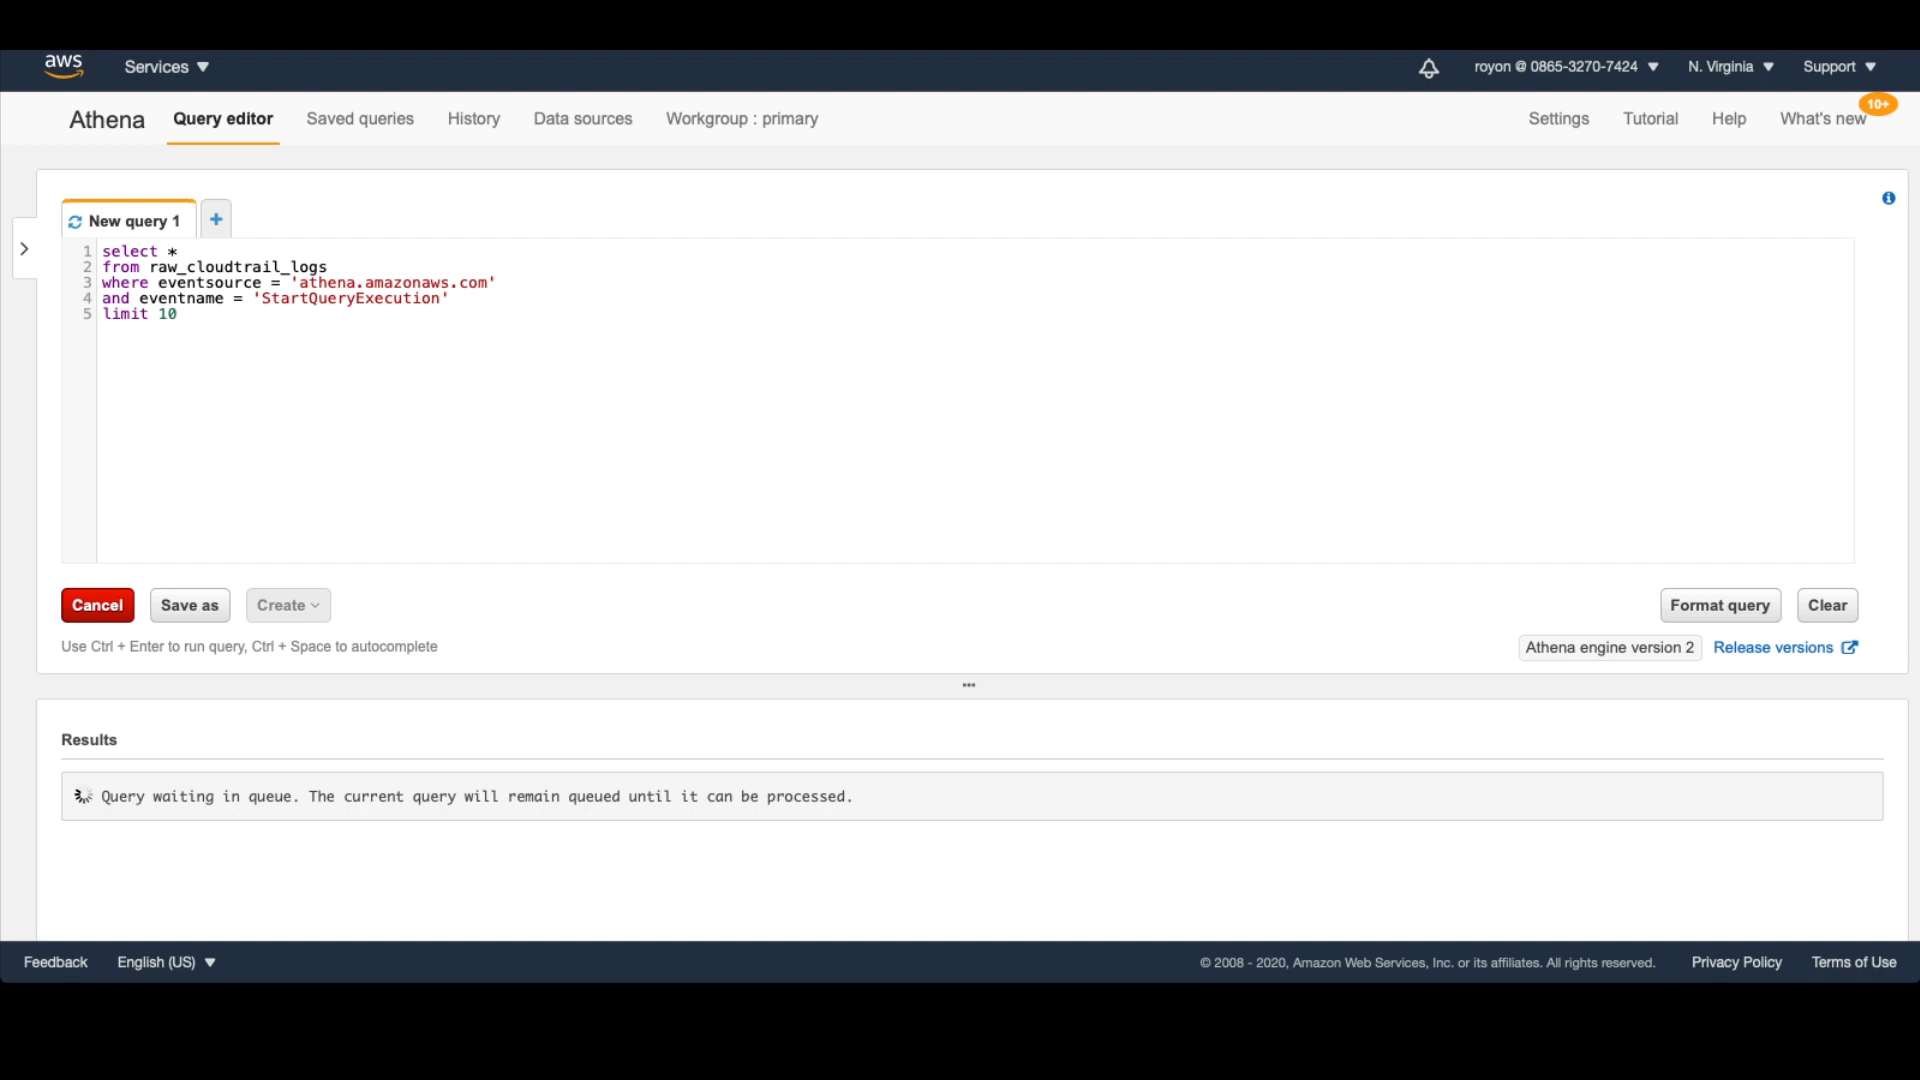 aws
Services
royon @ 0865-3270-7424
N. Virginia
Support
Athena
Query editor
Saved queries
History
Data sources
Workgroup : primary
Settings
Tutorial
Help
What's new
10+
New query 1
+
1 select *
2 from raw_cloudtrail_logs
3 where eventsource = 'athena.amazonaws.com'
4 and eventname = 'StartQueryExecution'
5 limit 10
Cancel
Save as
Create
Format query
Clear
Use Ctrl + Enter to run query, Ctrl + Space to autocomplete
Athena engine version 2
Release versions
Results
Query waiting in queue. The current query will remain queued until it can be processed.
Feedback
English (US)
© 2008 - 2020, Amazon Web Services, Inc. or its affiliates. All rights reserved.
Privacy Policy
Terms of Use